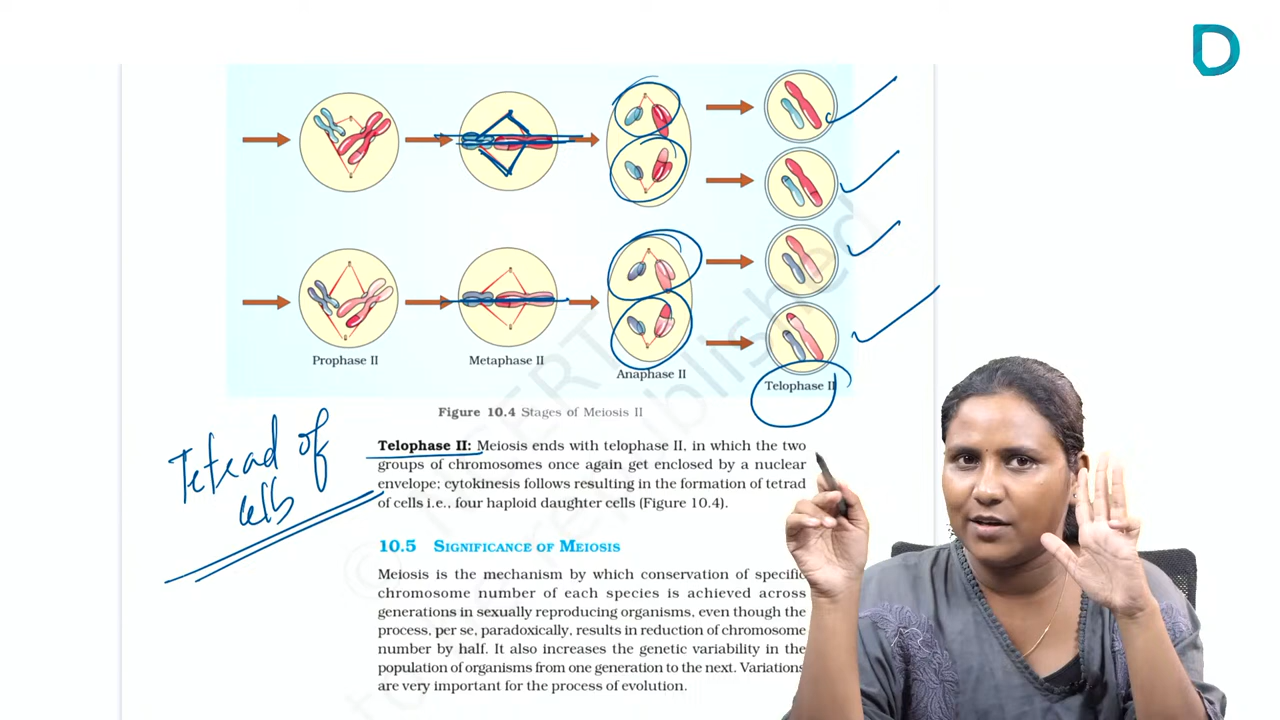 D
Prophase II
Metaphase II
Anaphase II
Telophase II
Figure 10.4 Stages of Meiosis II
Tetrad of
cells
Telophase II: Meiosis ends with telophase II, in which the two
groups of chromosomes once again get enclosed by a nuclear
envelope; cytokinesis follows resulting in the formation of tetrad
of cells i.e., four haploid daughter cells (Figure 10.4).
10.5 SIGNIFICANCE OF MEIOSIS
Meiosis is the mechanism by which conservation of specific
chromosome number of each species is achieved across
generations in sexually reproducing organisms, even though the
process, per se, paradoxically, results in reduction of chromosome
number by half. It also increases the genetic variability in the
population of organisms from one generation to the next. Variations
are very important for the process of evolution.